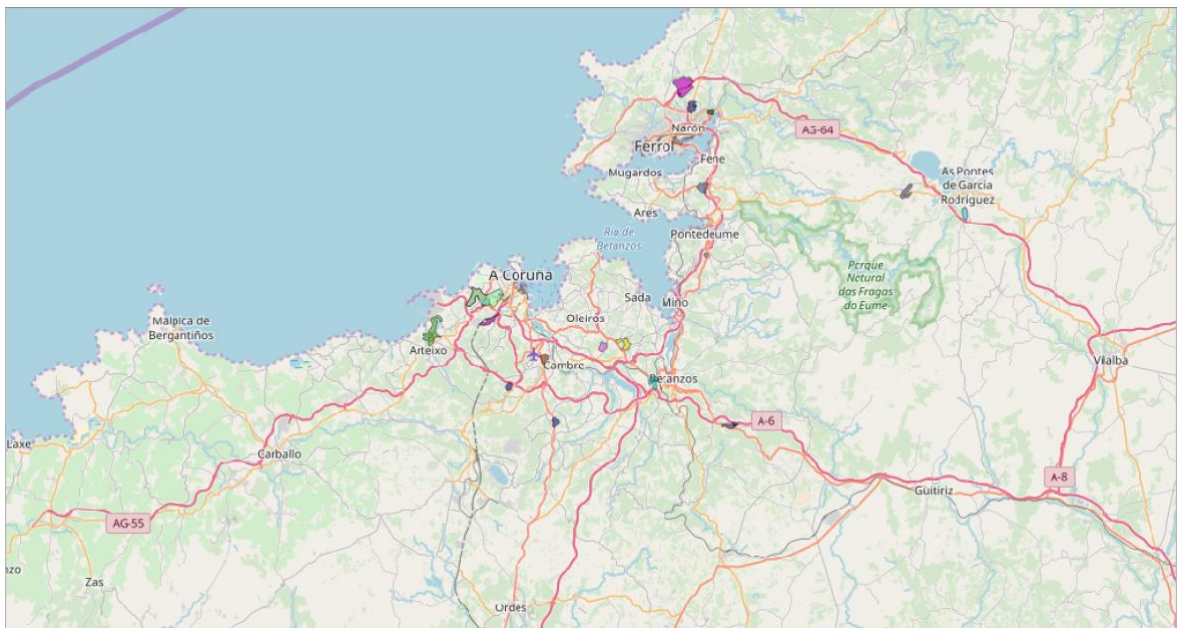 AG-64
Narón
Ferrol
Fene
Mugardos
As Pontes
de García
Rodríguez
Ares
Ría de
Betanzos
Pontedeume
Parque
Natural
das Fragas
do Eume
A Coruña
Sada
Miño
Oleiros
Malpica de
Bergantiños
Arteixo
Cambre
Vilalba
Betanzos
A-6
Laxe
Carballo
A-8
Guitiriz
AG-55
nzo
Zas
Ordes